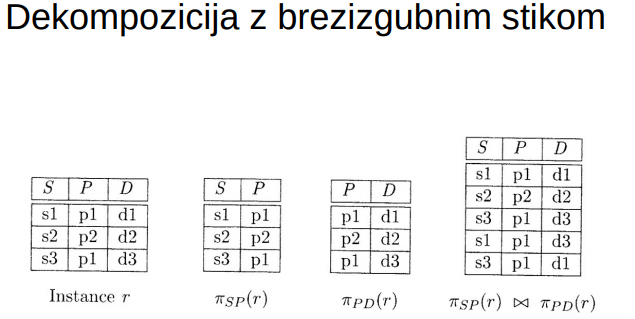 Dekompozicija z brezizgubnim stikom
S P D
s1 p1 d1
s2 p2 d2
s3 p1 d3
Instance r
S P
s1 p1
s2 p2
s3 p1
πSP(r)
P D
p1 d1
p2 d2
p1 d3
πPD(r)
S P D
s1 p1 d1
s2 p2 d2
s3 p1 d3
s1 p1 d3
s3 p1 d1
πSP(r) ⋈ πPD(r)